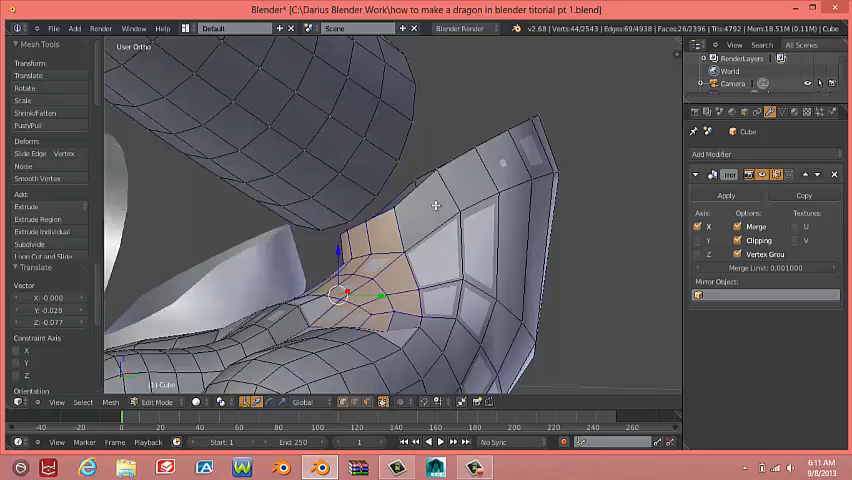 Blender* [C:\Darius Blender Work\how to make a dragon in blender titorial pt 1.blend]
File Add Render Window Help Default Scene Blender Render v2.68 | Verts:44/2543 | Edges:69/4938 | Faces:26/2396 | Tris:4792 | Mem:18.51M (0.11M) | Cube
Mesh Tools
Transform:
Translate
Rotate
Scale
Shrink/Fatten
Push/Pull
Deform:
Slide Edge Vertex
Noise
Smooth Vertex
Add:
Extrude
Extrude Region
Extrude Individual
Subdivide
Loop Cut and Slide
Translate
Vector
X: -0.000
Y: -0.028
Z: -0.077
Constraint Axis
X
Y
Z
Orientation
User Ortho
(1) Cube
View Select Mesh Edit Mode Global
View Search All Scenes
RenderLayers
World
Camera
Cube
Add Modifier
Apply Copy
Axis: Options: Textures:
X Merge U
Y Clipping V
Z Vertex Grou
Merge Limit: 0.001000
Mirror Object:
-40 -20 0 20 40 60 80 100 120 140 160 180 200 220 240 260
View Marker Frame Playback Start: 1 End: 250 1 No Sync
6:11 AM
9/8/2013